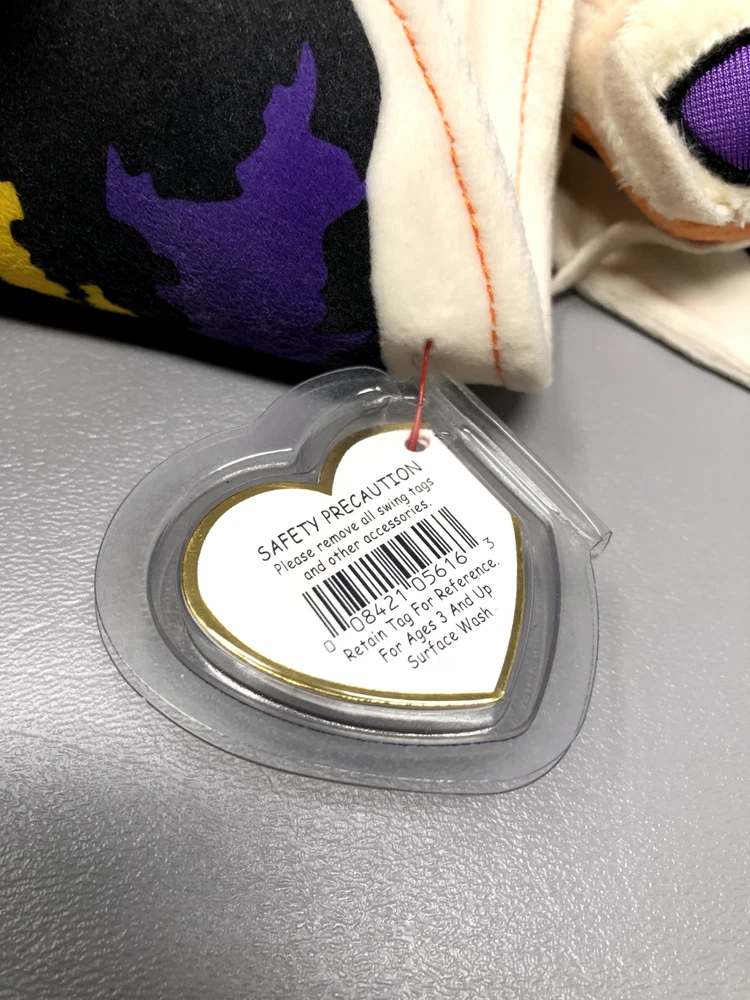 SAFETY PRECAUTION
Please remove all swing tags
and other accessories.
0 08421 05616 3
Retain Tag For Reference.
For Ages 3 And Up
Surface Wash.